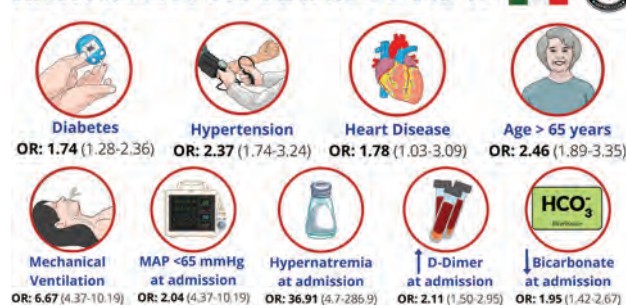 Diabetes
OR: 1.74 (1.28-2.36)
Hypertension
OR: 2.37 (1.74-3.24)
Heart Disease
OR: 1.78 (1.03-3.09)
Age > 65 years
OR: 2.46 (1.89-3.35)
HCO₃⁻
Mechanical
Ventilation
OR: 6.67 (4.37-10.19)
MAP <65 mmHg
at admission
OR: 2.04 (4.37-10.19)
Hypernatremia
at admission
OR: 36.91 (4.7-286.9)
↑ D-Dimer
at admission
OR: 2.11 (1.50-2.95)
↓ Bicarbonate
at admission
OR: 1.95 (1.42-2.67)